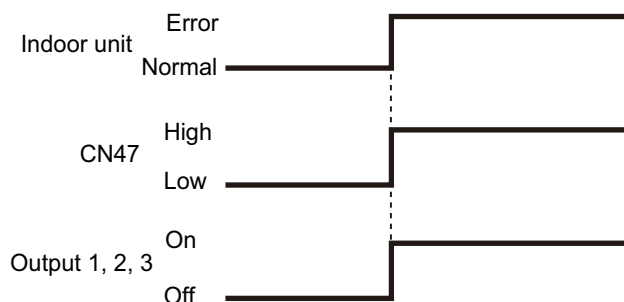 Error
Indoor unit
Normal
High
CN47
Low
On
Output 1, 2, 3
Off